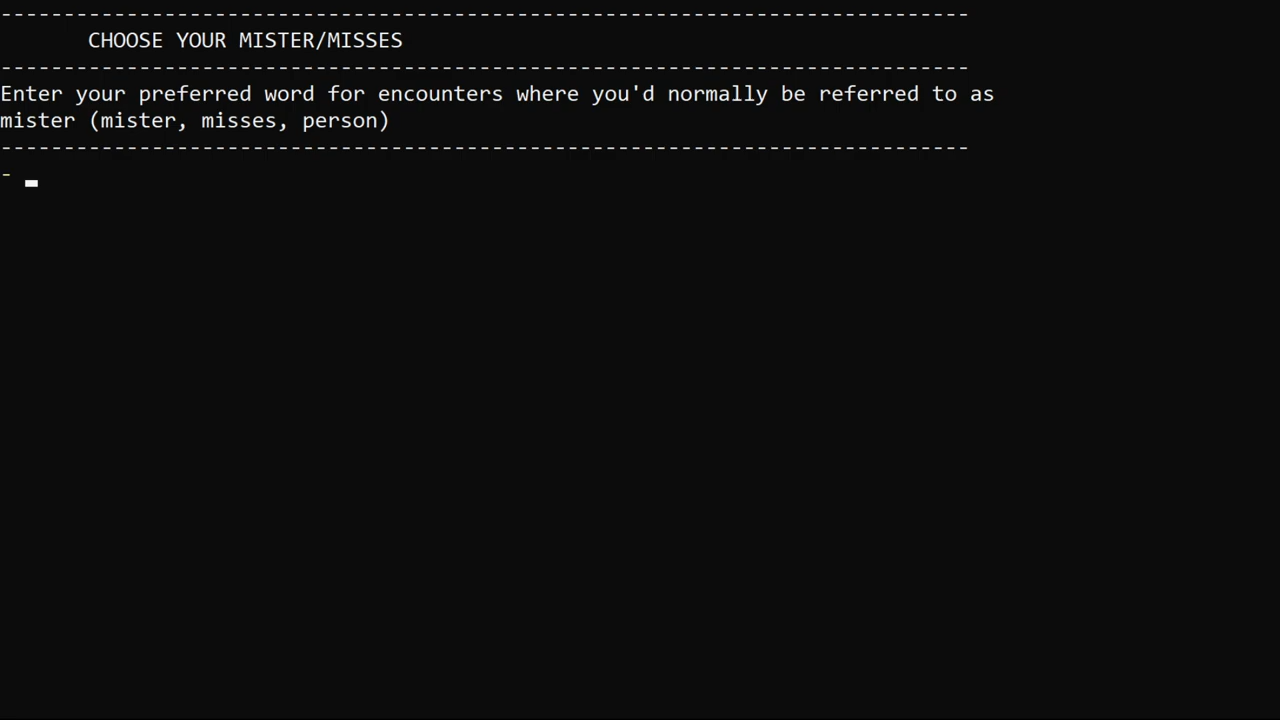 -----------------------------------------------------------------------------
CHOOSE YOUR MISTER/MISSES
-----------------------------------------------------------------------------
Enter your preferred word for encounters where you'd normally be referred to as
mister (mister, misses, person)
-----------------------------------------------------------------------------
- _